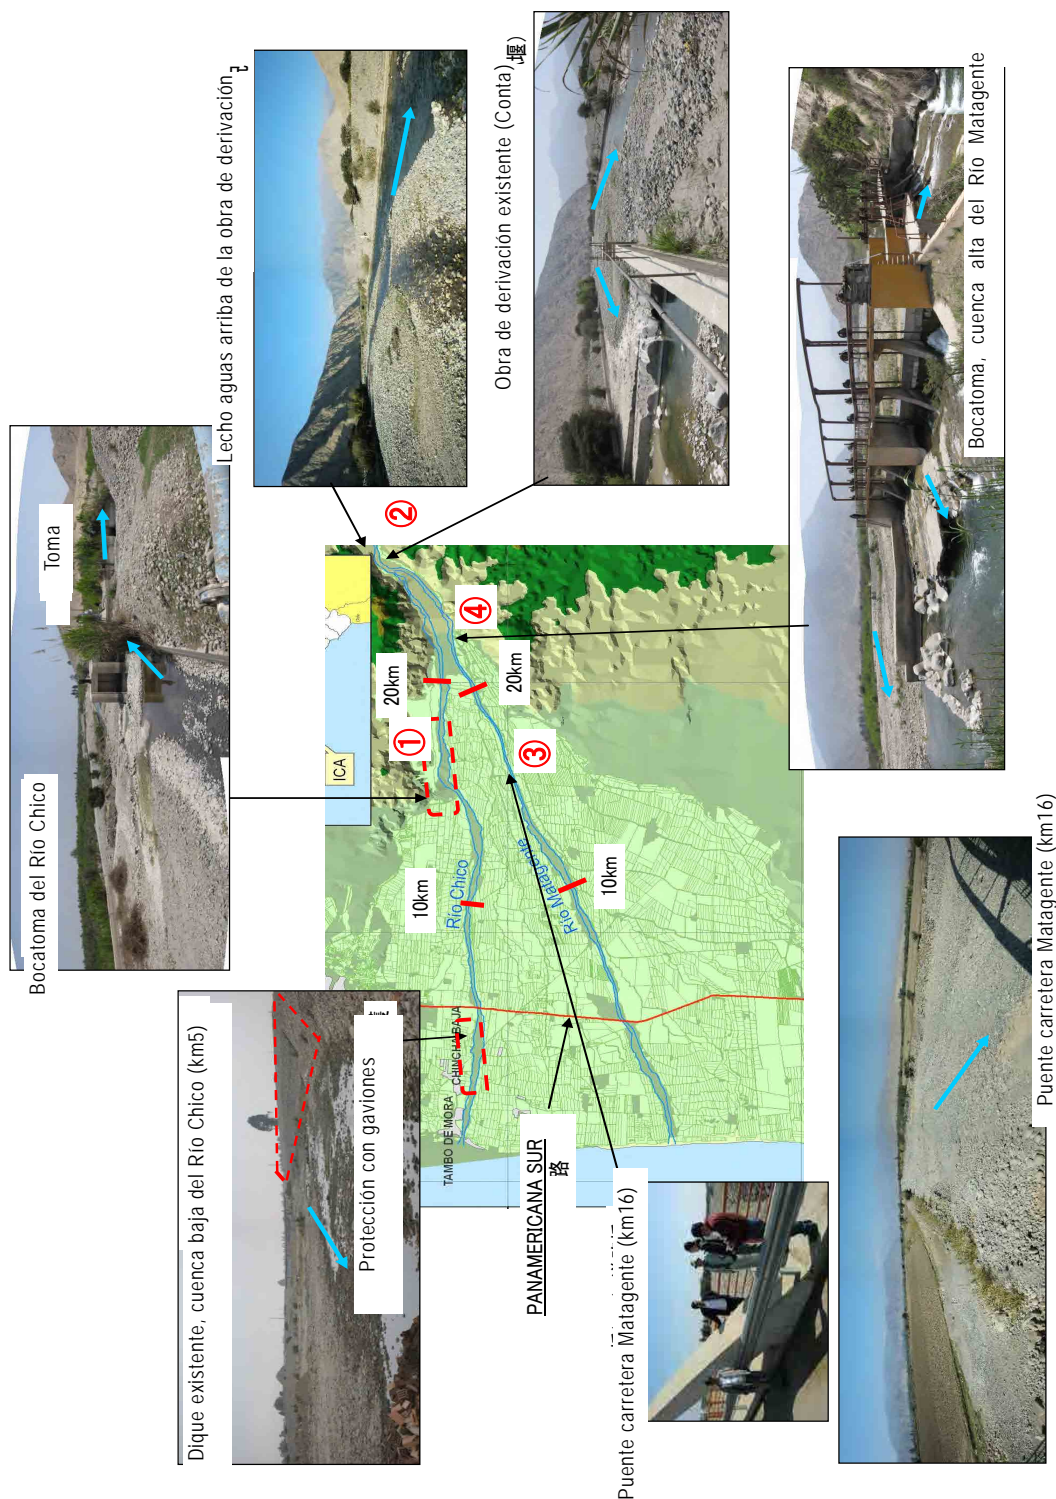 Lecho aguas arriba de la obra de derivación
Obra de derivación existente (Conta)
堰)
Bocatoma, cuenca alta del Río Matagente
Bocatoma del Río Chico
Toma
②
④
20km
20km
①
③
ICA
Río Chico
10km
Río Matagente
10km
Dique existente, cuenca baja del Río Chico (km5)
Protección con gaviones
CHINCHA BAJA
TAMBO DE MORA
PANAMERICANA SUR
路
Puente carretera Matagente (km16)
Puente carretera Matagente (km16)